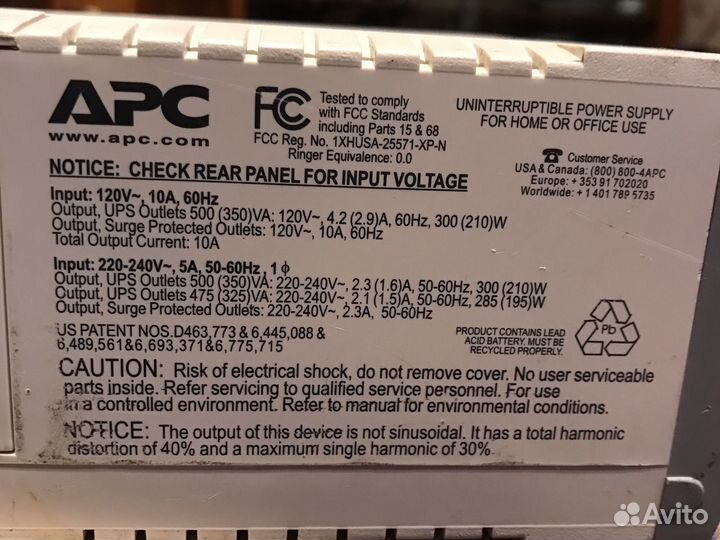 APC
www.apc.com
FCC
Tested to comply
with FCC Standards
including Parts 15 & 68
FCC Reg. No. 1XHUSA-25571-XP-N
Ringer Equivalence: 0.0
UNINTERRUPTIBLE POWER SUPPLY
FOR HOME OR OFFICE USE
Customer Service
USA & Canada: (800) 800-4APC
Europe: + 353 91 702020
Worldwide: + 1 401 789 5735
NOTICE: CHECK REAR PANEL FOR INPUT VOLTAGE
Input: 120V~, 10A, 60Hz
Output, UPS Outlets 500 (350)VA: 120V~, 4.2 (2.9)A, 60Hz, 300 (210)W
Output, Surge Protected Outlets: 120V~, 10A, 60Hz
Total Output Current: 10A
Input: 220-240V~, 5A, 50-60Hz, 1 ϕ
Output, UPS Outlets 500 (350)VA: 220-240V~, 2.3 (1.6)A, 50-60Hz, 300 (210)W
Output, UPS Outlets 475 (325)VA: 220-240V~, 2.1 (1.5)A, 50-60Hz, 285 (195)W
Output, Surge Protected Outlets: 220-240V~, 2.3A, 50-60Hz
US PATENT NOS.D463,773 & 6,445,088 &
6,489,561&6,693,371&6,775,715
PRODUCT CONTAINS LEAD
ACID BATTERY. MUST BE
RECYCLED PROPERLY.
Pb
CAUTION: Risk of electrical shock, do not remove cover. No user serviceable
parts inside. Refer servicing to qualified service personnel. For use
in a controlled environment. Refer to manual for environmental conditions.
NOTICE: The output of this device is not sinusoidal. It has a total harmonic
distortion of 40% and a maximum single harmonic of 30%.
Avito